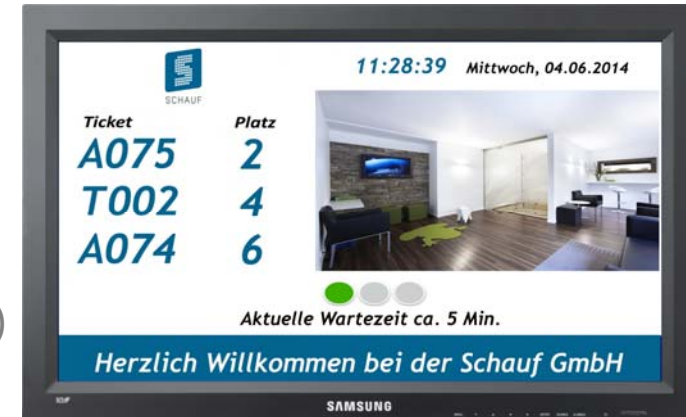 11:28:39 Mittwoch, 04.06.2014
SCHAUF
Ticket Platz
A075 2
T002 4
A074 6
Aktuelle Wartezeit ca. 5 Min.
Herzlich Willkommen bei der Schauf GmbH
SAMSUNG